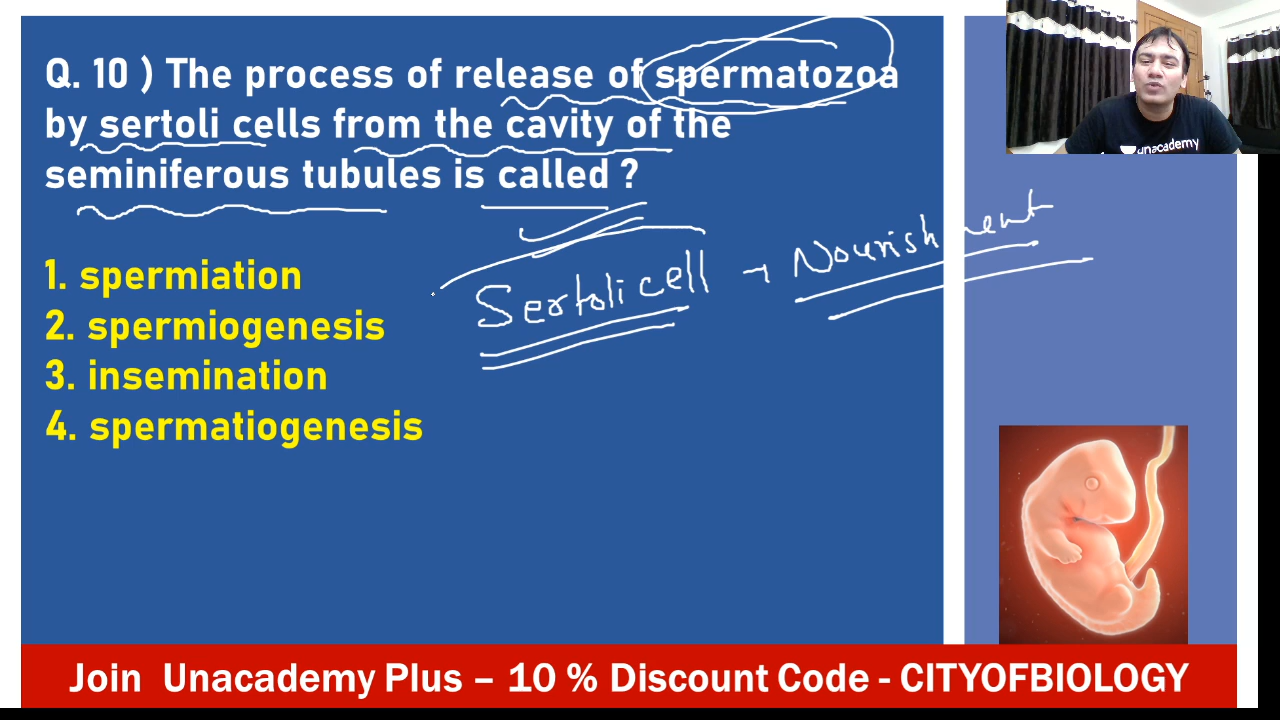 Q. 10 ) The process of release of spermatozoa
by sertoli cells from the cavity of the
seminiferous tubules is called ?
1. spermiation
2. spermiogenesis
3. insemination
4. spermatiogenesis
Sertoli cell → Nourishment
unacademy
Join Unacademy Plus – 10 % Discount Code - CITYOFBIOLOGY